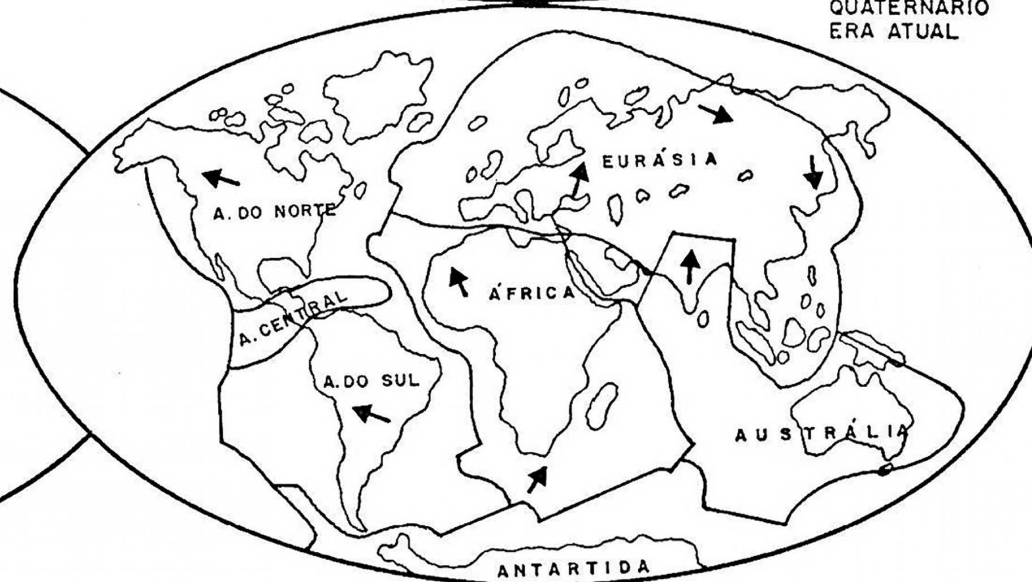 QUATERNÁRIO
ERA ATUAL
EURÁSIA
A. DO NORTE
ÁFRICA
A. CENTRAL
A. DO SUL
AUSTRÁLIA
ANTARTIDA